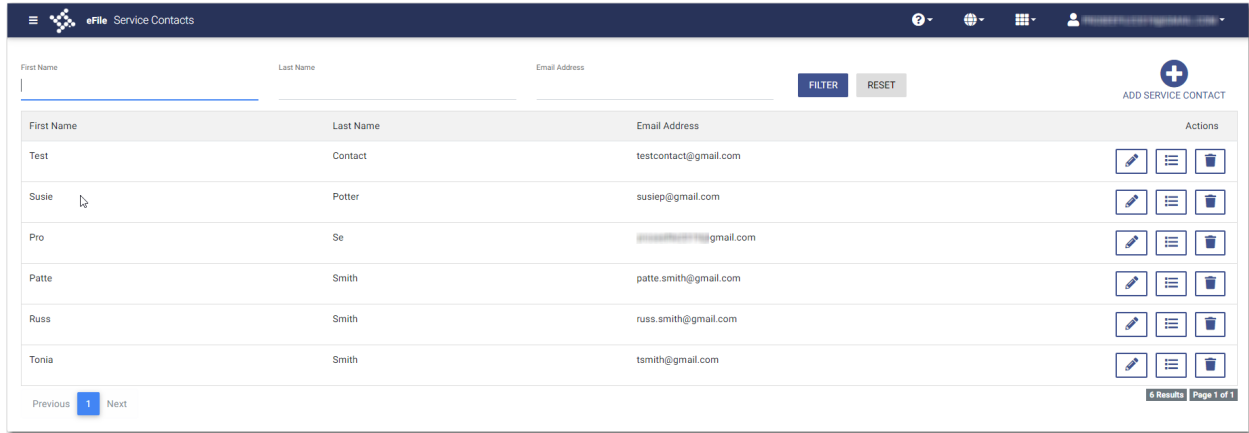 eFile Service Contacts
First Name Last Name Email Address
FILTER RESET
ADD SERVICE CONTACT
First Name Last Name Email Address Actions
Test Contact testcontact@gmail.com
Susie Potter susiep@gmail.com
Pro Se gmail.com
Patte Smith patte.smith@gmail.com
Russ Smith russ.smith@gmail.com
Tonia Smith tsmith@gmail.com
Previous 1 Next
6 Results Page 1 of 1